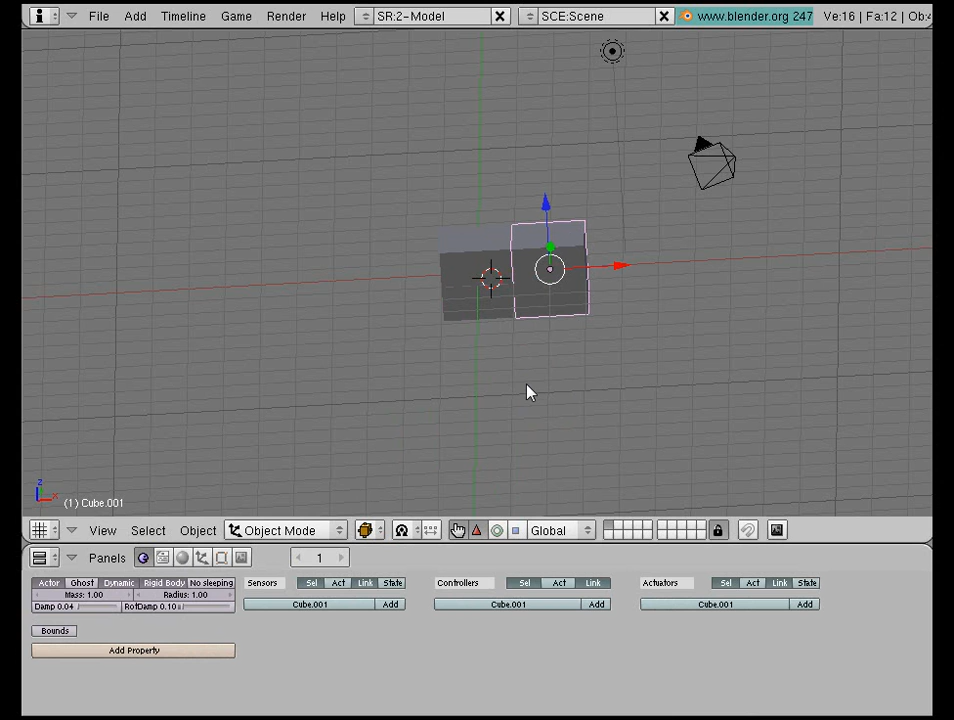 File Add Timeline Game Render Help SR:2-Model SCE:Scene www.blender.org 247 Ve:16 | Fa:12 | Ob:
z
x
(1) Cube.001
View Select Object Object Mode Global
Panels 1
Actor Ghost Dynamic Rigid Body No sleeping Sensors Sel Act Link State Controllers Sel Act Link Actuators Sel Act Link State
Mass: 1.00 Radius: 1.00
Damp 0.04 RotDamp 0.10 Cube.001 Add Cube.001 Add Cube.001 Add
Bounds
Add Property